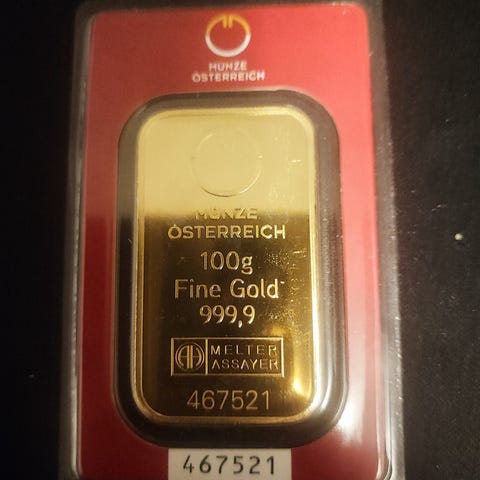 MÜNZE
ÖSTERREICH
MÜNZE
ÖSTERREICH
100g
Fine Gold
999,9
MELTER
ASSAYER
467521
467521